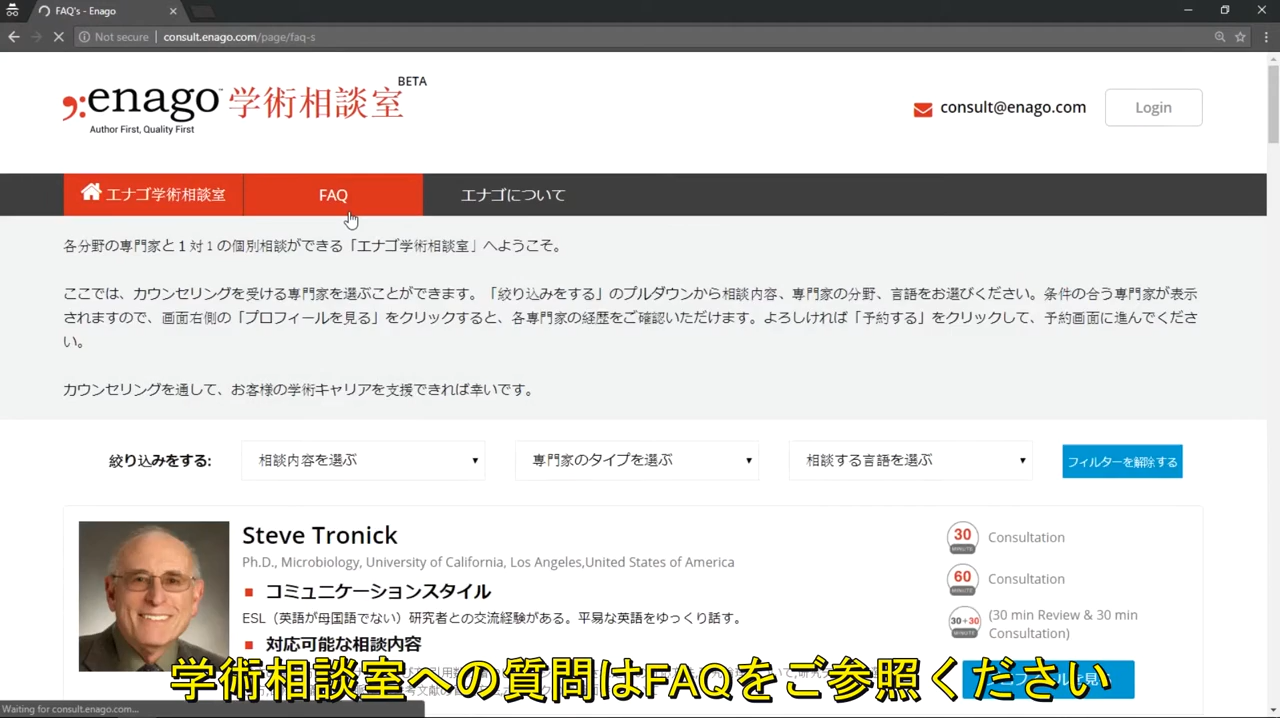 FAQ's - Enago
Not secure consult.enago.com/page/faq-s
enago 学術相談室 BETA
Author First, Quality First
consult@enago.com
Login
エナゴ学術相談室 FAQ エナゴについて
各分野の専門家と１対１の個別相談ができる「エナゴ学術相談室」へようこそ。
ここでは、カウンセリングを受ける専門家を選ぶことができます。「絞り込みをする」のプルダウンから相談内容、専門家の分野、言語をお選びください。条件の合う専門家が表示
されますので、画面右側の「プロフィールを見る」をクリックすると、各専門家の経歴をご確認いただけます。よろしければ「予約する」をクリックして、予約画面に進んでくださ
い。
カウンセリングを通して、お客様の学術キャリアを支援できれば幸いです。
絞り込みをする: 相談内容を選ぶ 専門家のタイプを選ぶ 相談する言語を選ぶ フィルターを解除する
Steve Tronick
Ph.D., Microbiology, University of California, Los Angeles,United States of America
コミュニケーションスタイル
ESL（英語が母国語でない）研究者との交流経験がある。平易な英語をゆっくり話す。
対応可能な相談内容
30 MINUTE Consultation
60 MINUTE Consultation
30+30 MINUTE (30 min Review & 30 min
Consultation)
学術相談室への質問はFAQをご参照ください
Waiting for consult.enago.com...